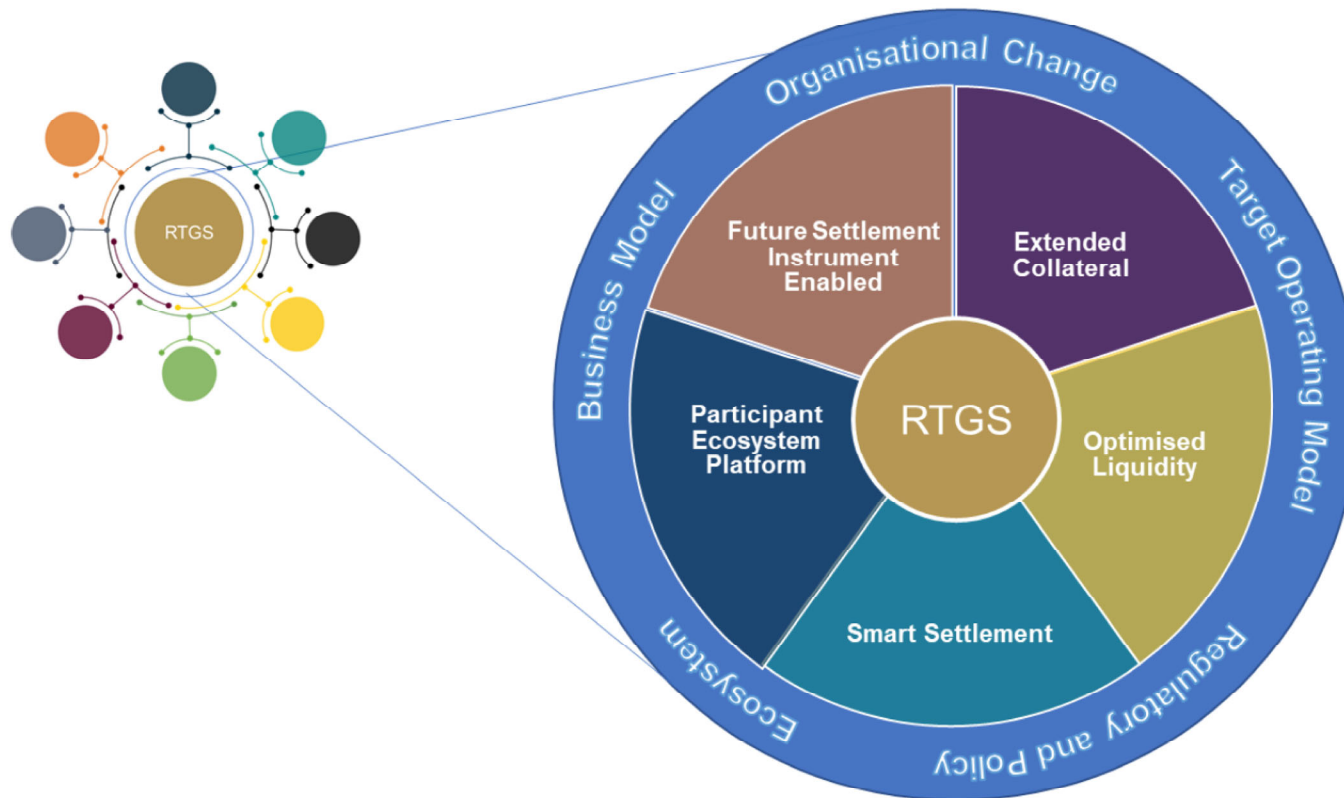 RTGS
Organisational Change
Target Operating Model
Regulatory and Policy
Ecosystem
Business Model
Future Settlement
Instrument
Enabled
Extended
Collateral
Participant
Ecosystem
Platform
RTGS
Optimised
Liquidity
Smart Settlement